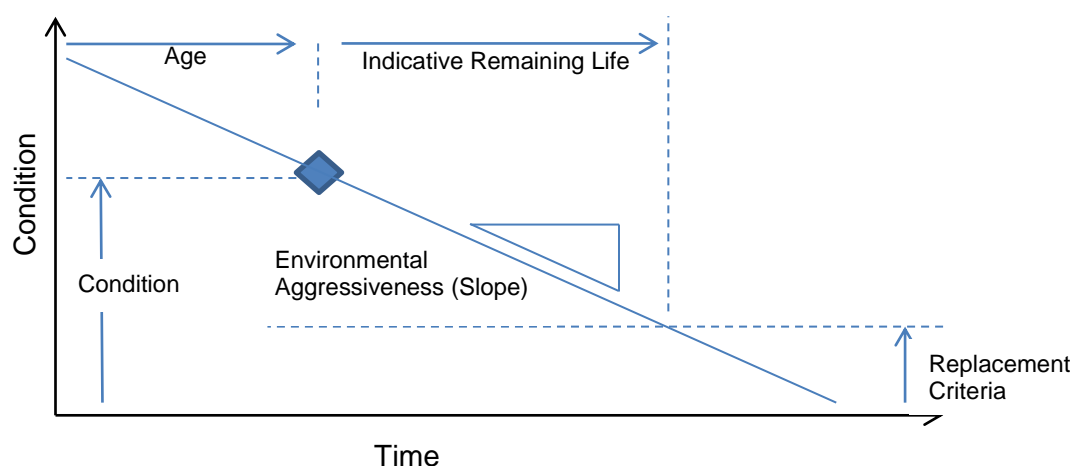 Age
Indicative Remaining Life
Condition
Condition
Environmental
Aggressiveness (Slope)
Replacement
Criteria
Time